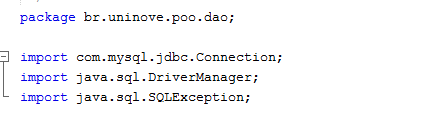 package br.uninove.poo.dao;
import com.mysql.jdbc.Connection;
import java.sql.DriverManager;
import java.sql.SQLException;